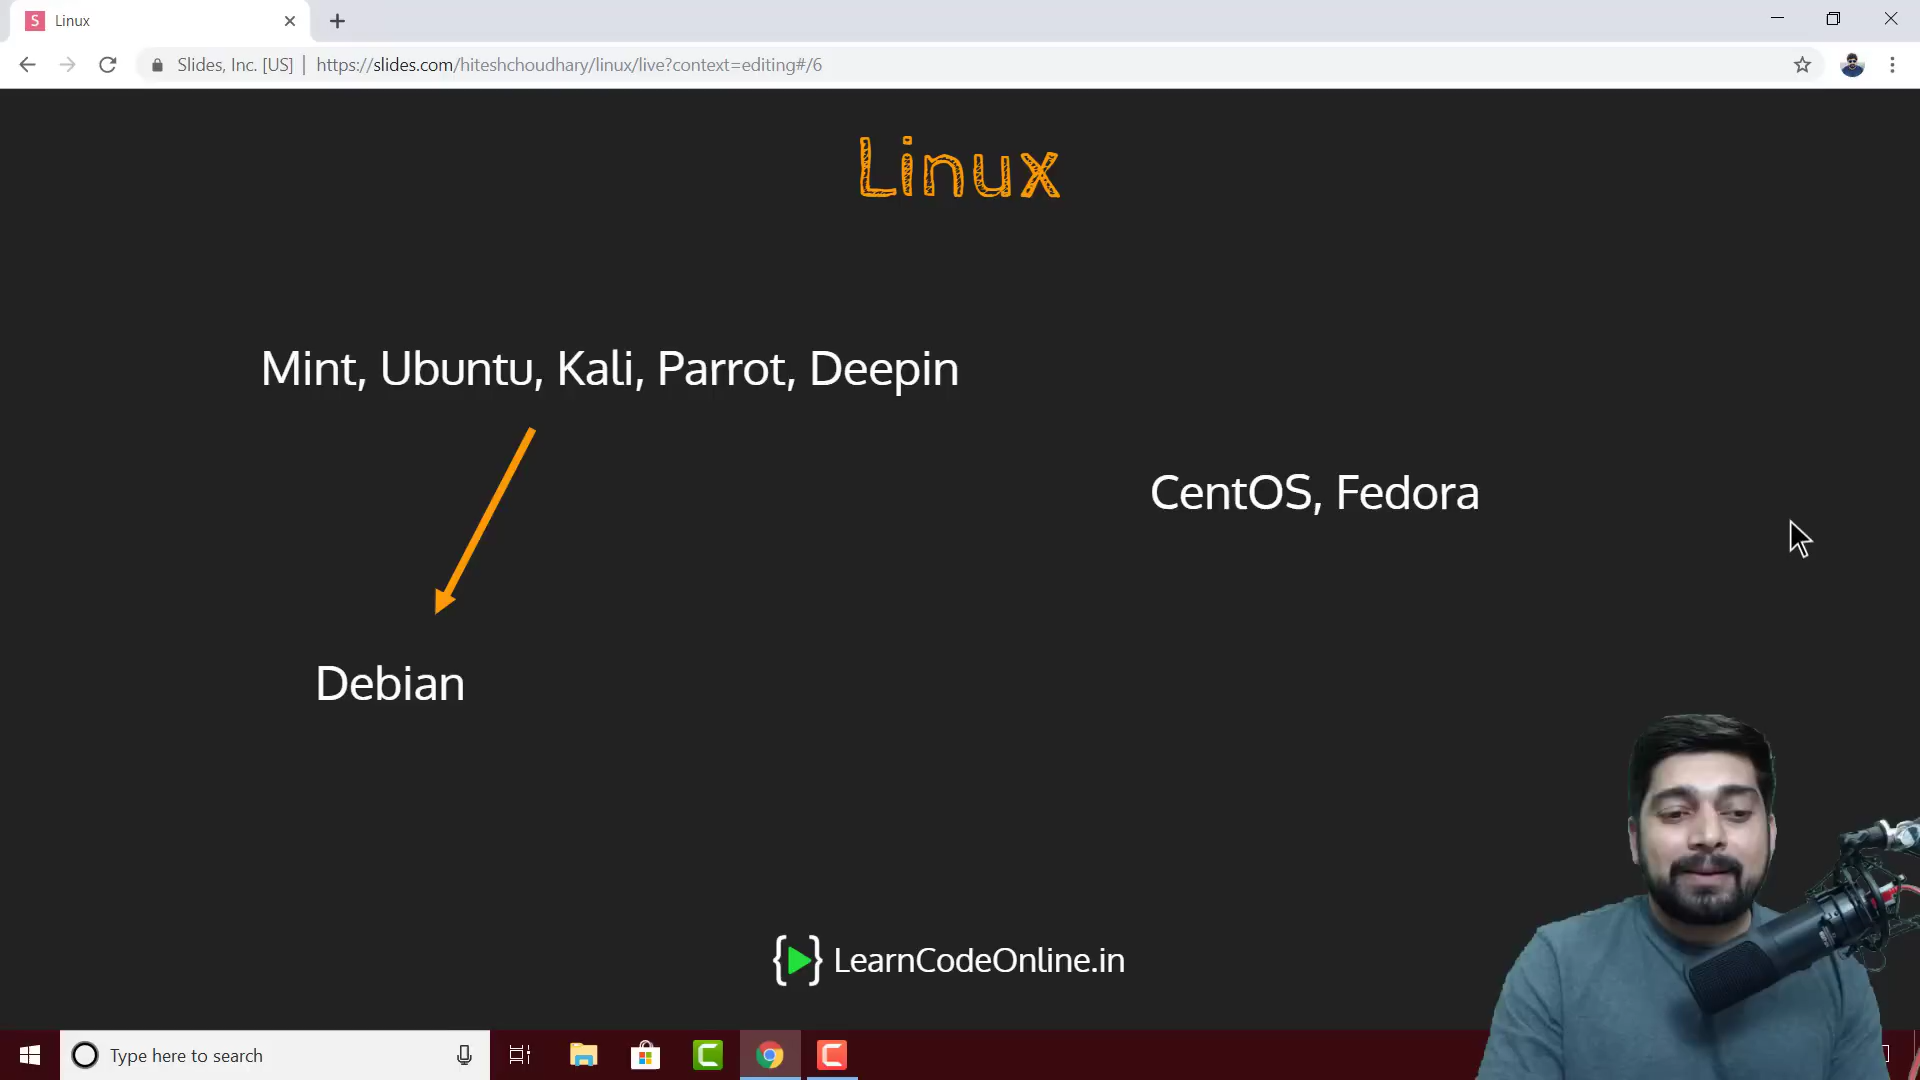 S Linux
Slides, Inc. [US] | https://slides.com/hiteshchoudhary/linux/live?context=editing#/6
Linux
Mint, Ubuntu, Kali, Parrot, Deepin
CentOS, Fedora
Debian
{▶} LearnCodeOnline.in
Type here to search